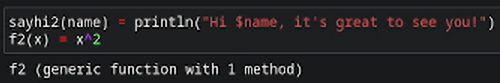 sayhi2(name) = println("Hi $name, it's great to see you!")
f2(x) = x^2
f2 (generic function with 1 method)